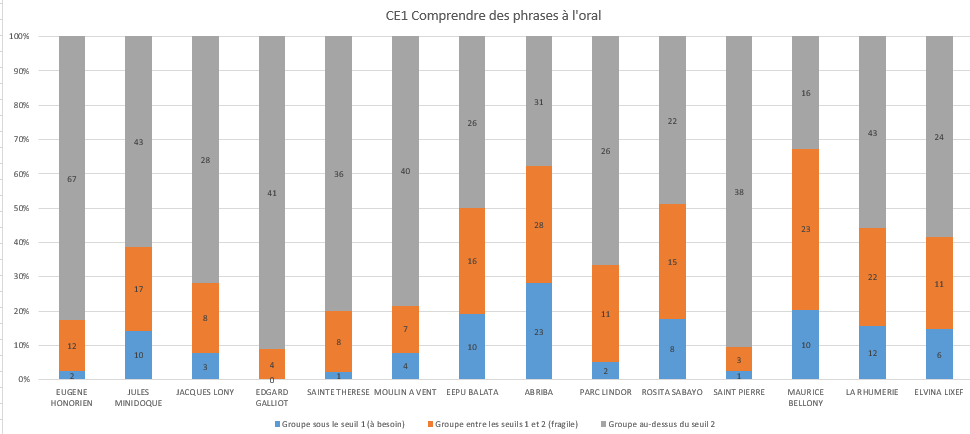 CE1 Comprendre des phrases à l'oral
100%
90%
80%
70%
60%
50%
40%
30%
20%
10%
0%
67 43 28 41 36 40 26 31 26 22 38 16 43 24
12 17 8 4 8 7 16 28 11 15 3 23 22 11
2 10 3 0 1 4 10 23 2 8 1 10 12 6
EUGENE HONORIEN
JULES MINIDOQUE
JACQUES LONY
EDGARD GALLIOT
SAINTE THERESE
MOULIN A VENT
EEPU BALATA
ABRIBA
PARC LINDOR
ROSITA SABAYO
SAINT PIERRE
MAURICE BELLONY
LA RHUMERIE
ELVINA LIXEF
Groupe sous le seuil 1 (à besoin) Groupe entre les seuils 1 et 2 (fragile) Groupe au-dessus du seuil 2